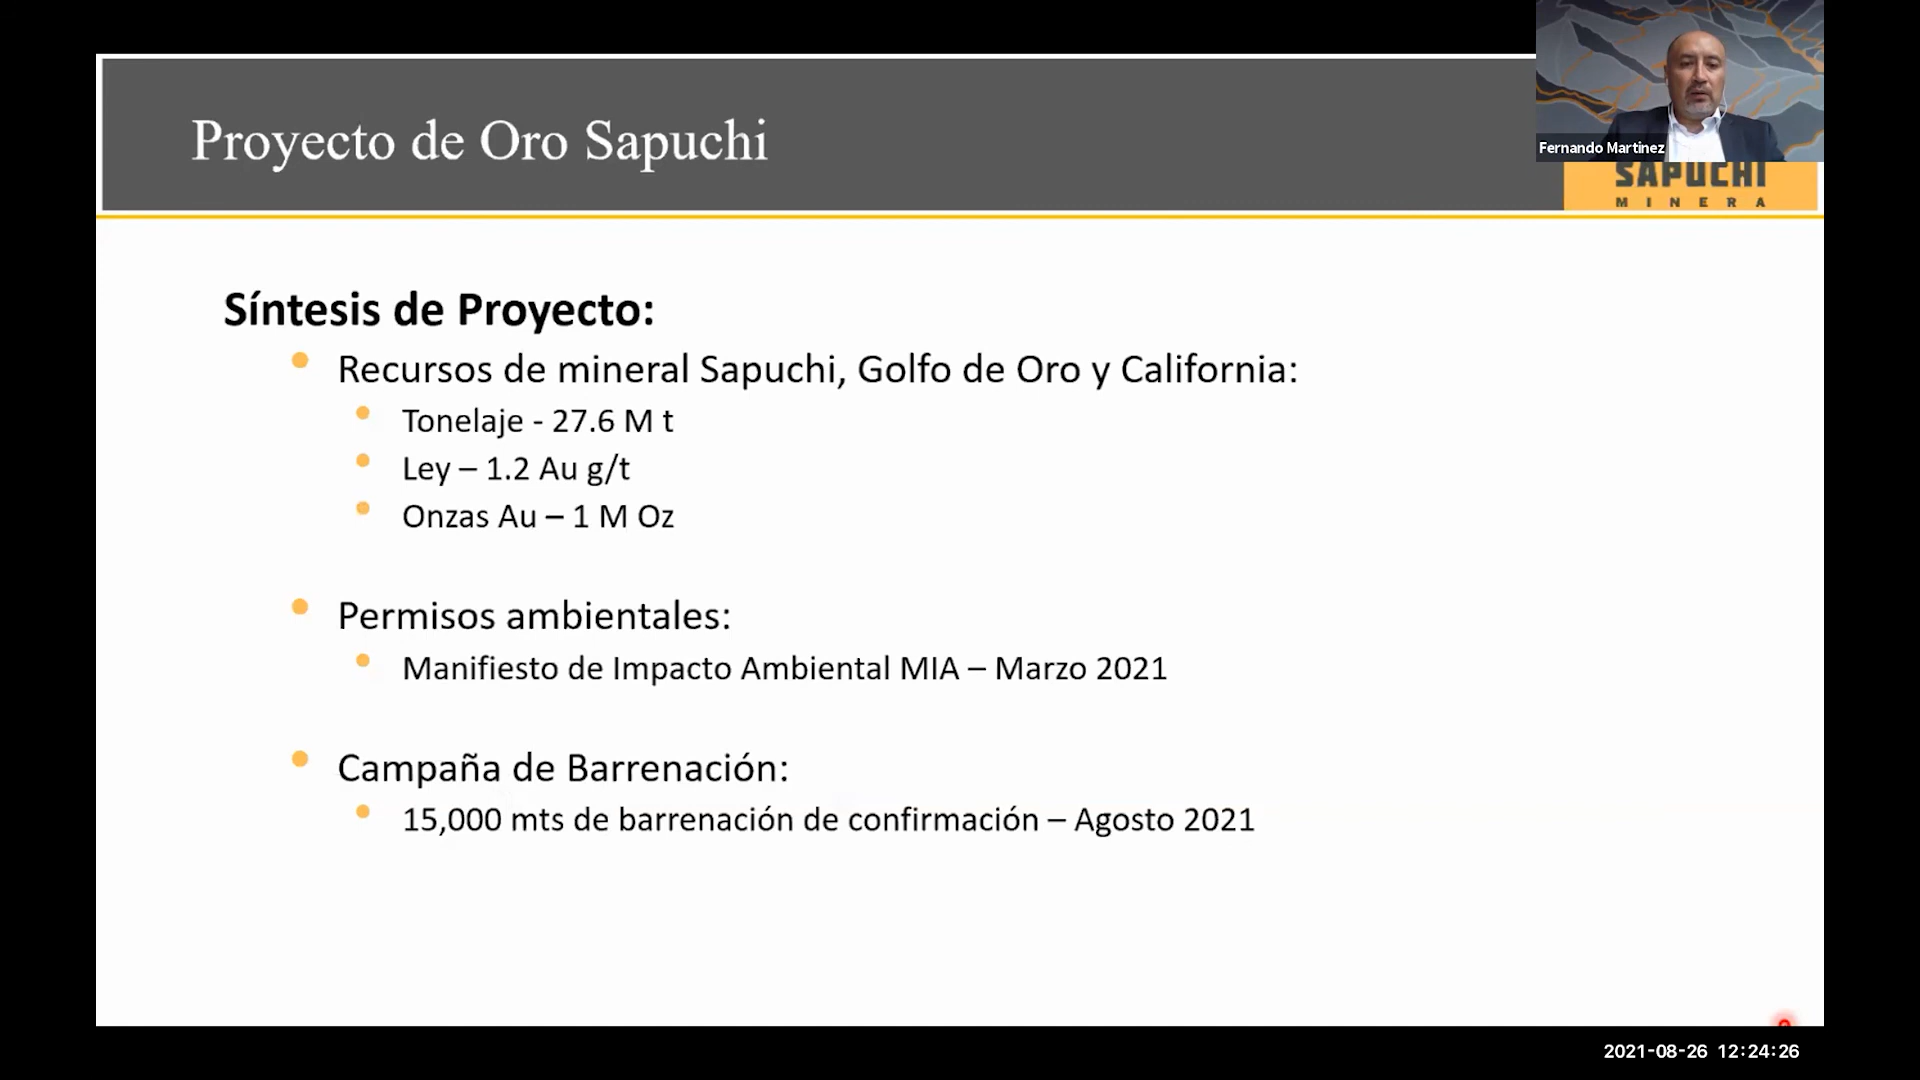 Proyecto de Oro Sapuchi
Fernando Martinez
SAPUCHI
MINERA
Síntesis de Proyecto:
Recursos de mineral Sapuchi, Golfo de Oro y California:
Tonelaje - 27.6 M t
Ley – 1.2 Au g/t
Onzas Au – 1 M Oz
Permisos ambientales:
Manifiesto de Impacto Ambiental MIA – Marzo 2021
Campaña de Barrenación:
15,000 mts de barrenación de confirmación – Agosto 2021
2021-08-26 12:24:26